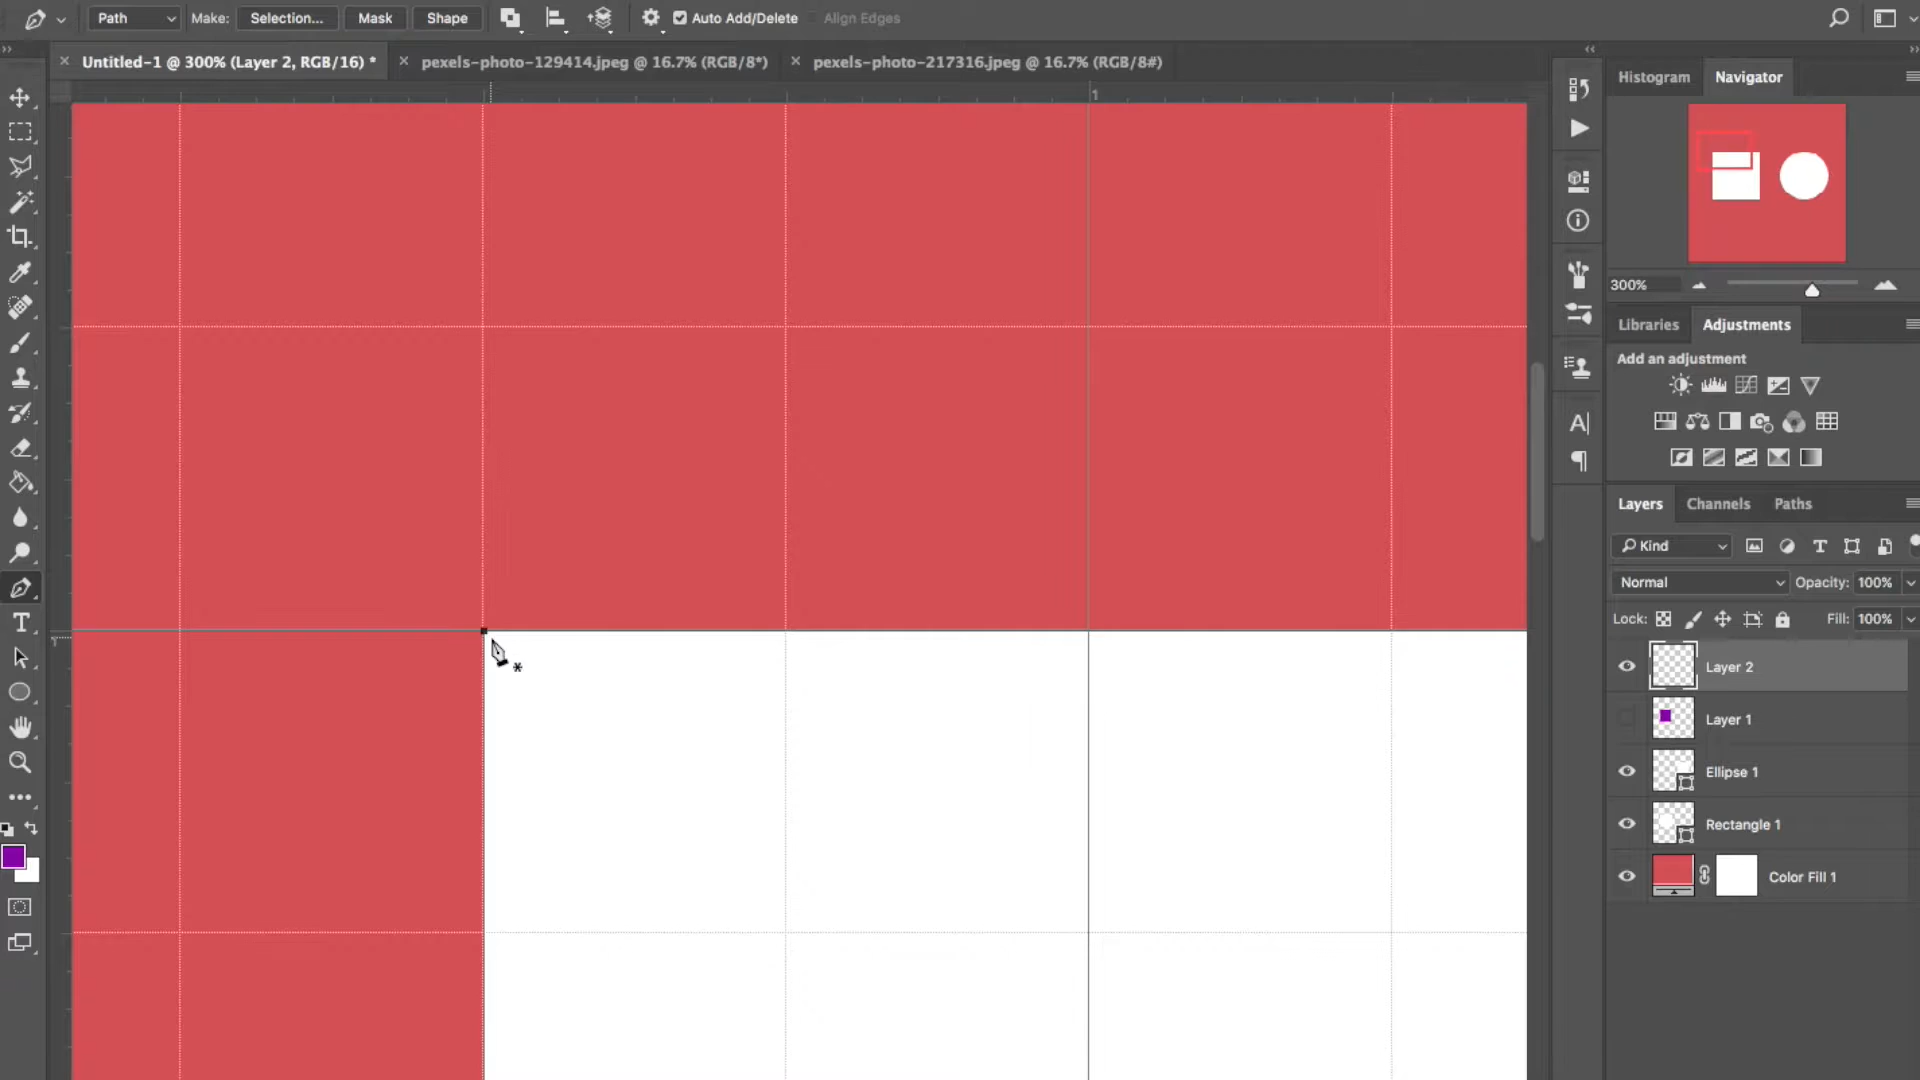 Path Make: Selection... Mask Shape Auto Add/Delete Align Edges
Untitled-1 @ 300% (Layer 2, RGB/16) * pexels-photo-129414.jpeg @ 16.7% (RGB/8*) pexels-photo-217316.jpeg @ 16.7% (RGB/8#)
Histogram Navigator
1
300%
Libraries Adjustments
Add an adjustment
Layers Channels Paths
Kind
Normal Opacity: 100%
Lock: Fill: 100%
1
Layer 2
Layer 1
Ellipse 1
Rectangle 1
Color Fill 1